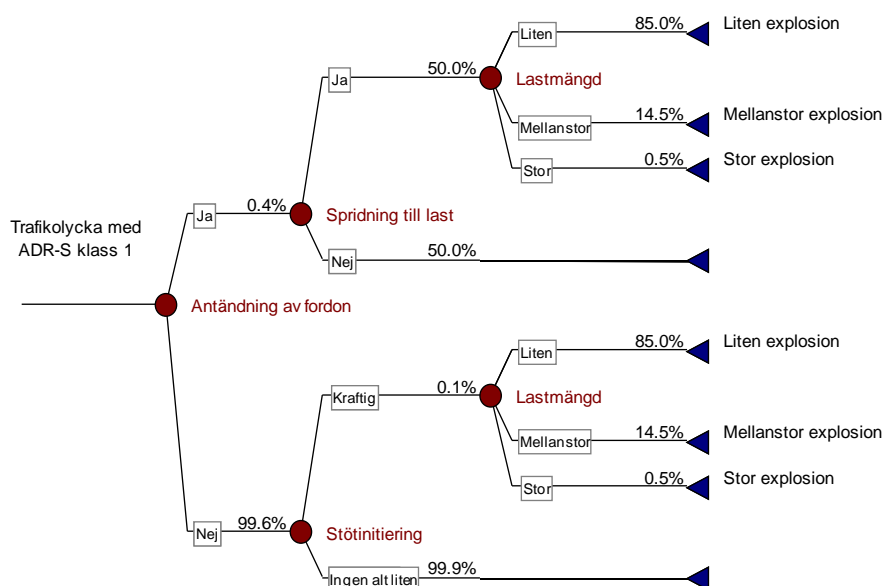 Liten
85.0%
Liten explosion
Ja
50.0%
Lastmängd
Mellanstor
14.5%
Mellanstor explosion
Stor
0.5%
Stor explosion
Trafikolycka med
ADR-S klass 1
Ja
0.4%
Spridning till last
Nej
50.0%
Antändning av fordon
Liten
85.0%
Liten explosion
Kraftig
0.1%
Lastmängd
Mellanstor
14.5%
Mellanstor explosion
Stor
0.5%
Stor explosion
Nej
99.6%
Stötinitiering
Ingen alt liten
99.9%